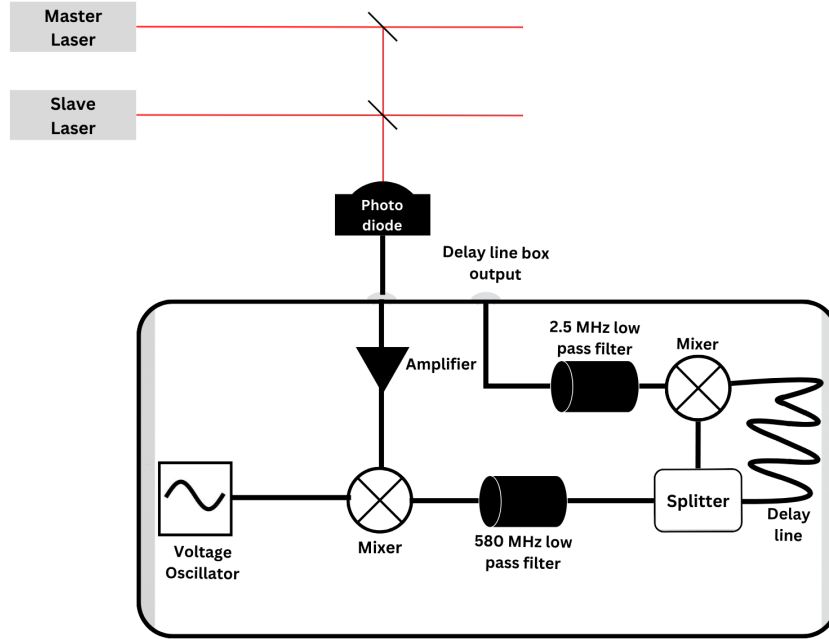 Master
Laser
Slave
Laser
Photo
diode
Delay line box
output
2.5 MHz low
pass filter
Mixer
Amplifier
Voltage
Oscillator
Mixer
580 MHz low
pass filter
Splitter
Delay
line